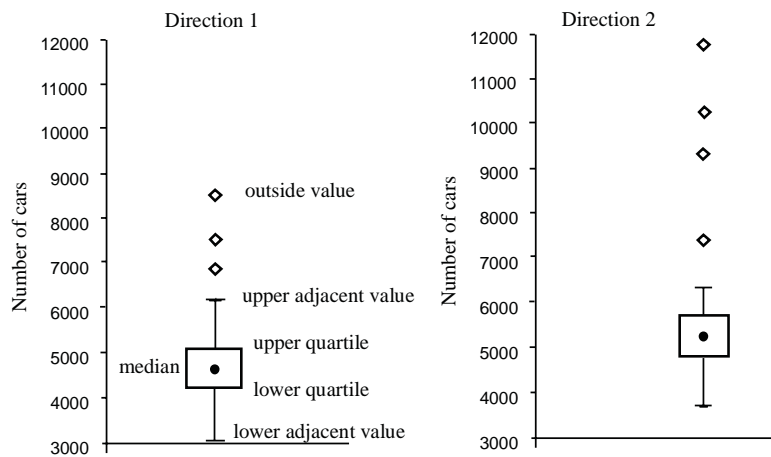 Direction 1
Number of cars
12000
11000
10000
9000
8000
7000
6000
5000
4000
3000
outside value
upper adjacent value
upper quartile
median
lower quartile
lower adjacent value
Direction 2
Number of cars
12000
11000
10000
9000
8000
7000
6000
5000
4000
3000